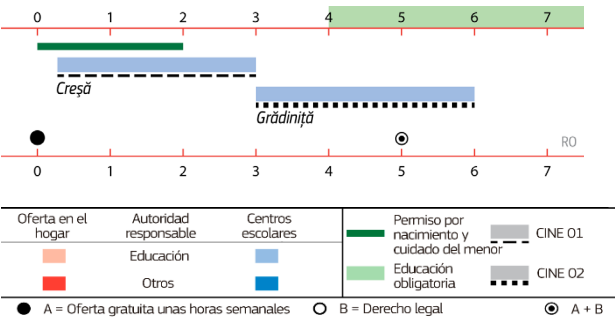 0 1 2 3 4 5 6 7
Creşă
Grădiniță
RO
0 1 2 3 4 5 6 7
Oferta en el hogar
Autoridad responsable
Centros escolares
Educación
Otros
Permiso por nacimiento y cuidado del menor
CINE 01
Educación obligatoria
CINE 02
A = Oferta gratuita unas horas semanales
B = Derecho legal
A + B